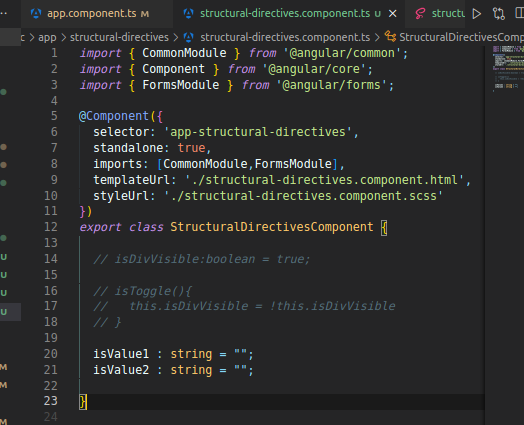 app.component.ts M
structural-directives.component.ts U
struct
c > app > structural-directives > structural-directives.component.ts > StructuralDirectivesComp
1 import { CommonModule } from '@angular/common';
2 import { Component } from '@angular/core';
3 import { FormsModule } from '@angular/forms';
4
5 @Component({
6 selector: 'app-structural-directives',
7 standalone: true,
8 imports: [CommonModule,FormsModule],
9 templateUrl: './structural-directives.component.html',
10 styleUrl: './structural-directives.component.scss'
11 })
12 export class StructuralDirectivesComponent {
13
14 // isDivVisible:boolean = true;
15
16 // isToggle(){
17 //   this.isDivVisible = !this.isDivVisible
18 // }
19
20 isValue1 : string = "";
21 isValue2 : string = "";
22
23 }
24
U
U
U
U
M
M
M